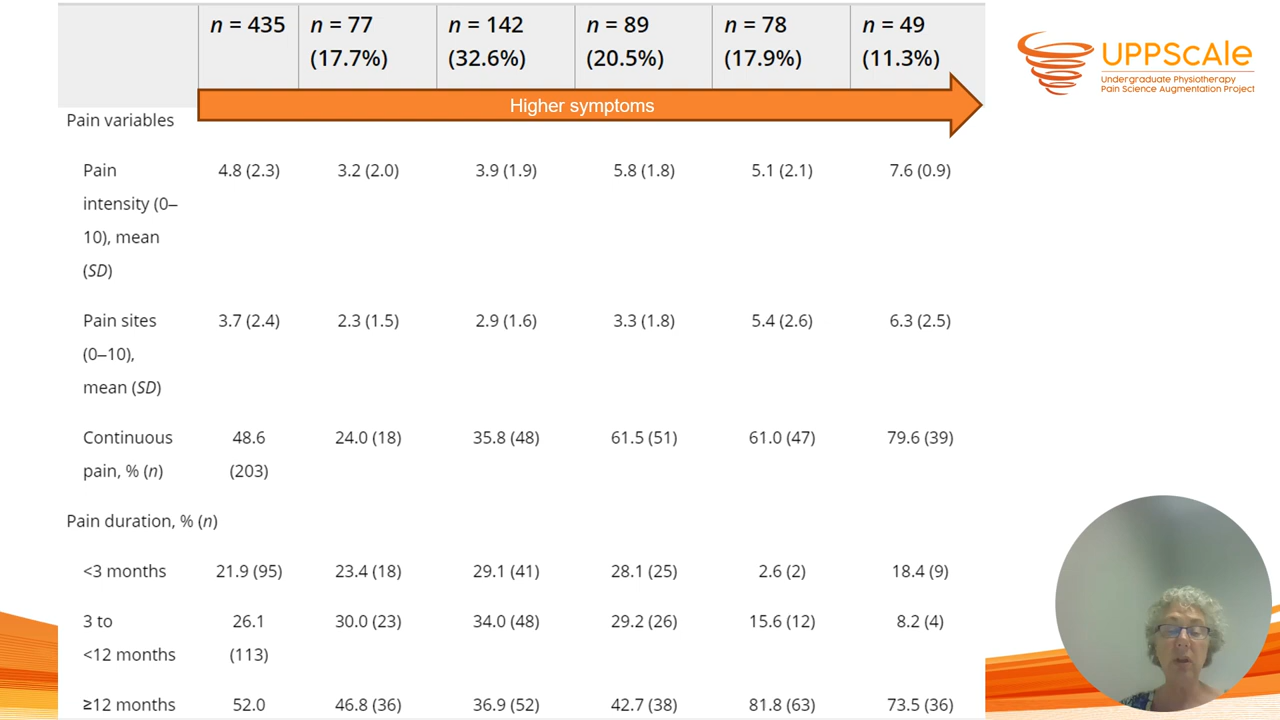 n = 435 n = 77 n = 142 n = 89 n = 78 n = 49
(17.7%) (32.6%) (20.5%) (17.9%) (11.3%)
UPPScAle
Undergraduate Physiotherapy
Pain Science Augmentation Project
Higher symptoms
Pain variables
Pain 4.8 (2.3) 3.2 (2.0) 3.9 (1.9) 5.8 (1.8) 5.1 (2.1) 7.6 (0.9)
intensity (0–
10), mean
(SD)
Pain sites 3.7 (2.4) 2.3 (1.5) 2.9 (1.6) 3.3 (1.8) 5.4 (2.6) 6.3 (2.5)
(0–10),
mean (SD)
Continuous 48.6 24.0 (18) 35.8 (48) 61.5 (51) 61.0 (47) 79.6 (39)
pain, % (n) (203)
Pain duration, % (n)
<3 months 21.9 (95) 23.4 (18) 29.1 (41) 28.1 (25) 2.6 (2) 18.4 (9)
3 to 26.1 30.0 (23) 34.0 (48) 29.2 (26) 15.6 (12) 8.2 (4)
<12 months (113)
≥12 months 52.0 46.8 (36) 36.9 (52) 42.7 (38) 81.8 (63) 73.5 (36)